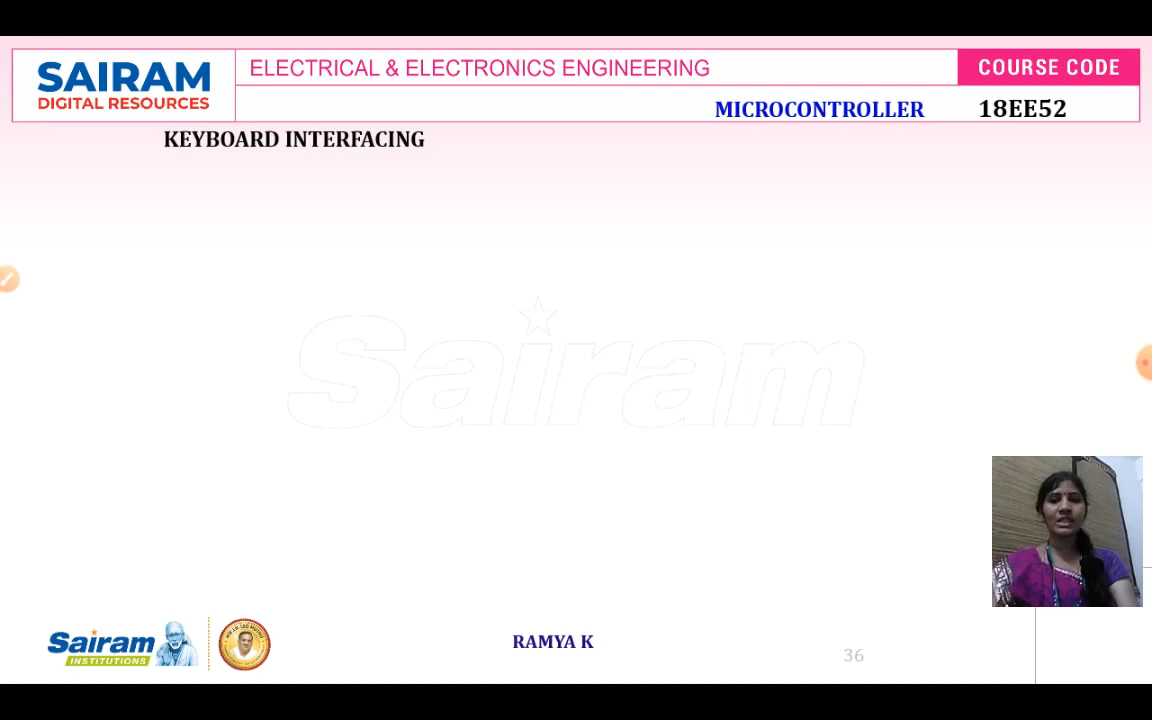 SAIRAM
DIGITAL RESOURCES
ELECTRICAL & ELECTRONICS ENGINEERING
COURSE CODE
MICROCONTROLLER
18EE52
KEYBOARD INTERFACING
Sairam
Sairam
INSTITUTIONS
RAMYA K
36